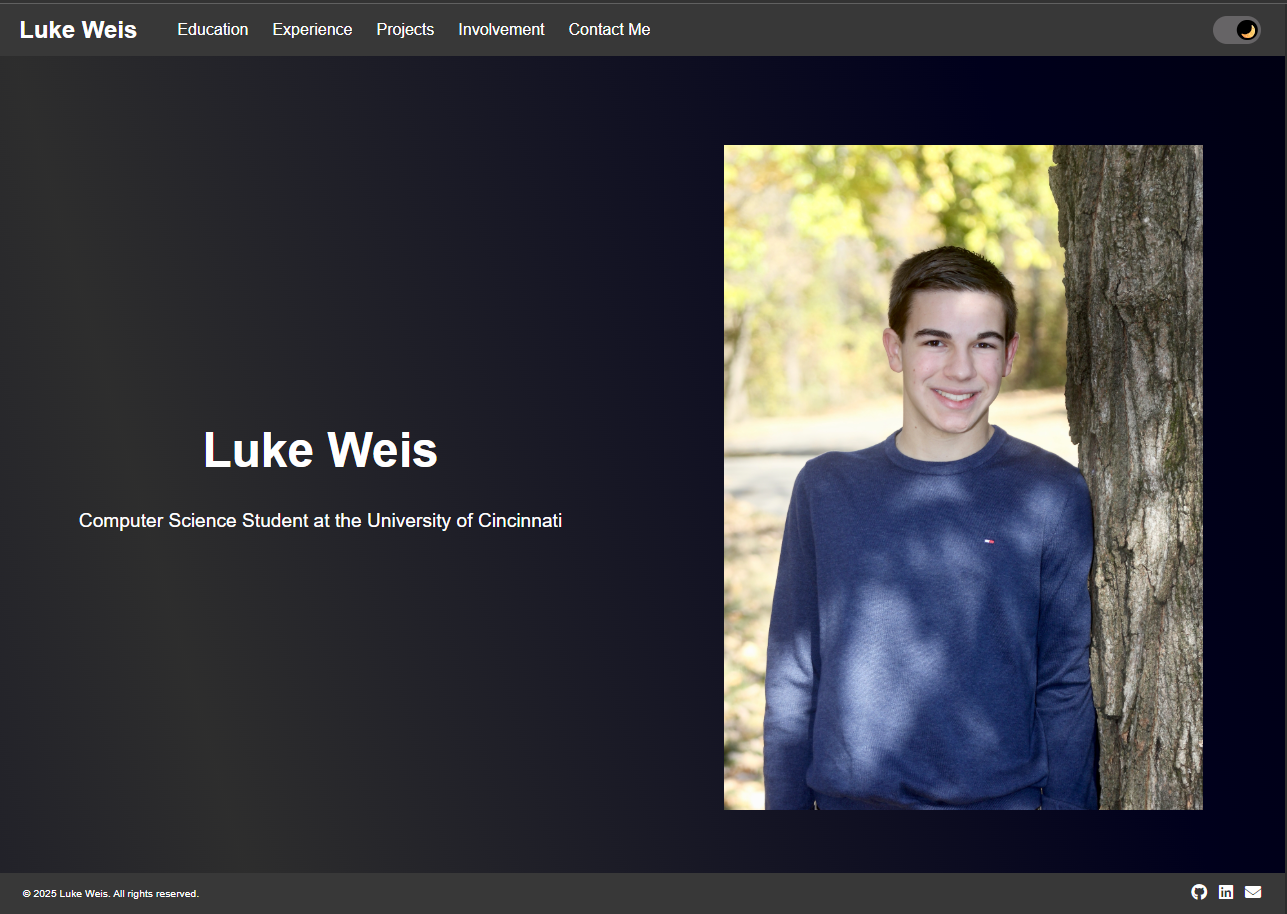 Luke Weis Education Experience Projects Involvement Contact Me
Luke Weis
Computer Science Student at the University of Cincinnati
© 2025 Luke Weis. All rights reserved.
in